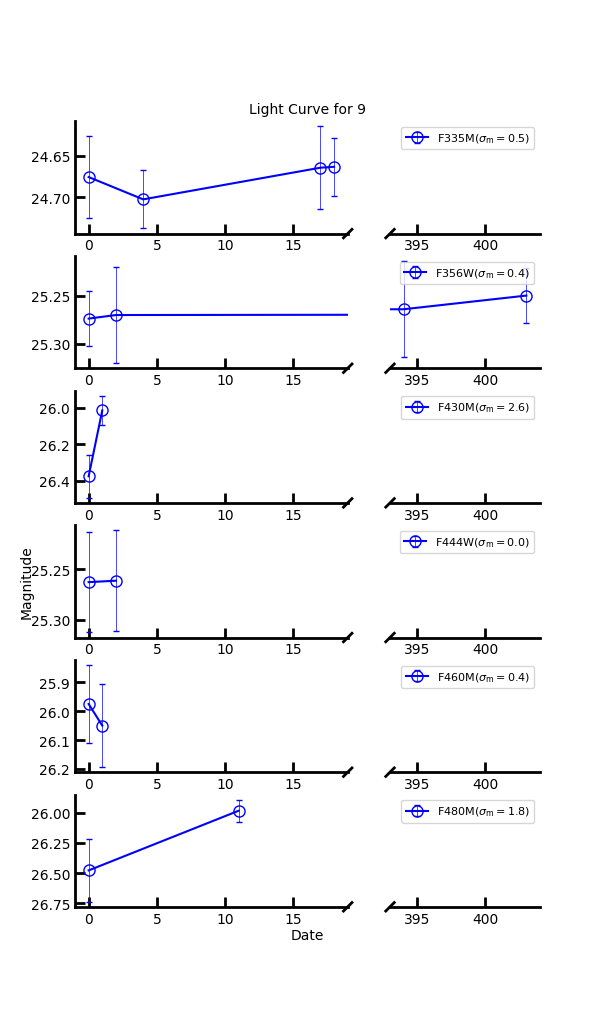 Light Curve for 9
F335M(σm = 0.5)
24.65
24.70
0 5 10 15 395 400
F356W(σm = 0.4)
25.25
25.30
0 5 10 15 395 400
F430M(σm = 2.6)
26.0
26.2
26.4
0 5 10 15 395 400
F444W(σm = 0.0)
25.25
25.30
0 5 10 15 395 400
Magnitude
F460M(σm = 0.4)
25.9
26.0
26.1
26.2
0 5 10 15 395 400
F480M(σm = 1.8)
26.00
26.25
26.50
26.75
0 5 10 15 395 400
Date